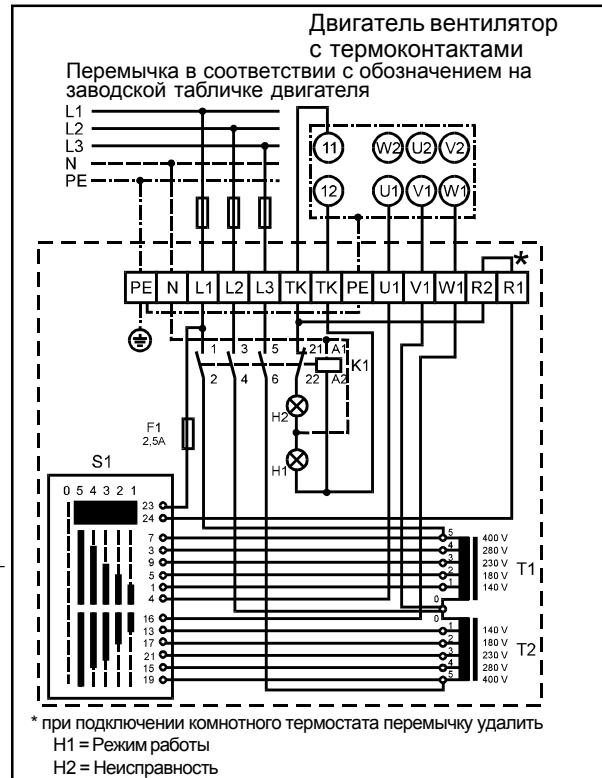 Двигатель вентилятор
с термоконтактами
Перемычка в соответствии с обозначением на
заводской табличке двигателя
L1
L2
L3
N
PE
11 W2 U2 V2
12 U1 V1 W1
*
PE N L1 L2 L3 TK TK PE U1 V1 W1 R2 R1
1 3 5 21 A1
K1
2 4 6 22 A2
H2
F1
2,5A
H1
S1
0 5 4 3 2 1
23
24
7 5 400 V
3 4 280 V
9 3 230 V
5 2 180 V
1 1 140 V
T1
4 0
16 0
13 1 140 V
17 2 180 V
21 3 230 V
15 4 280 V
19 5 400 V
T2
* при подключении комнотного термостата перемычку удалить
H1 = Режим работы
H2 = Неисправность